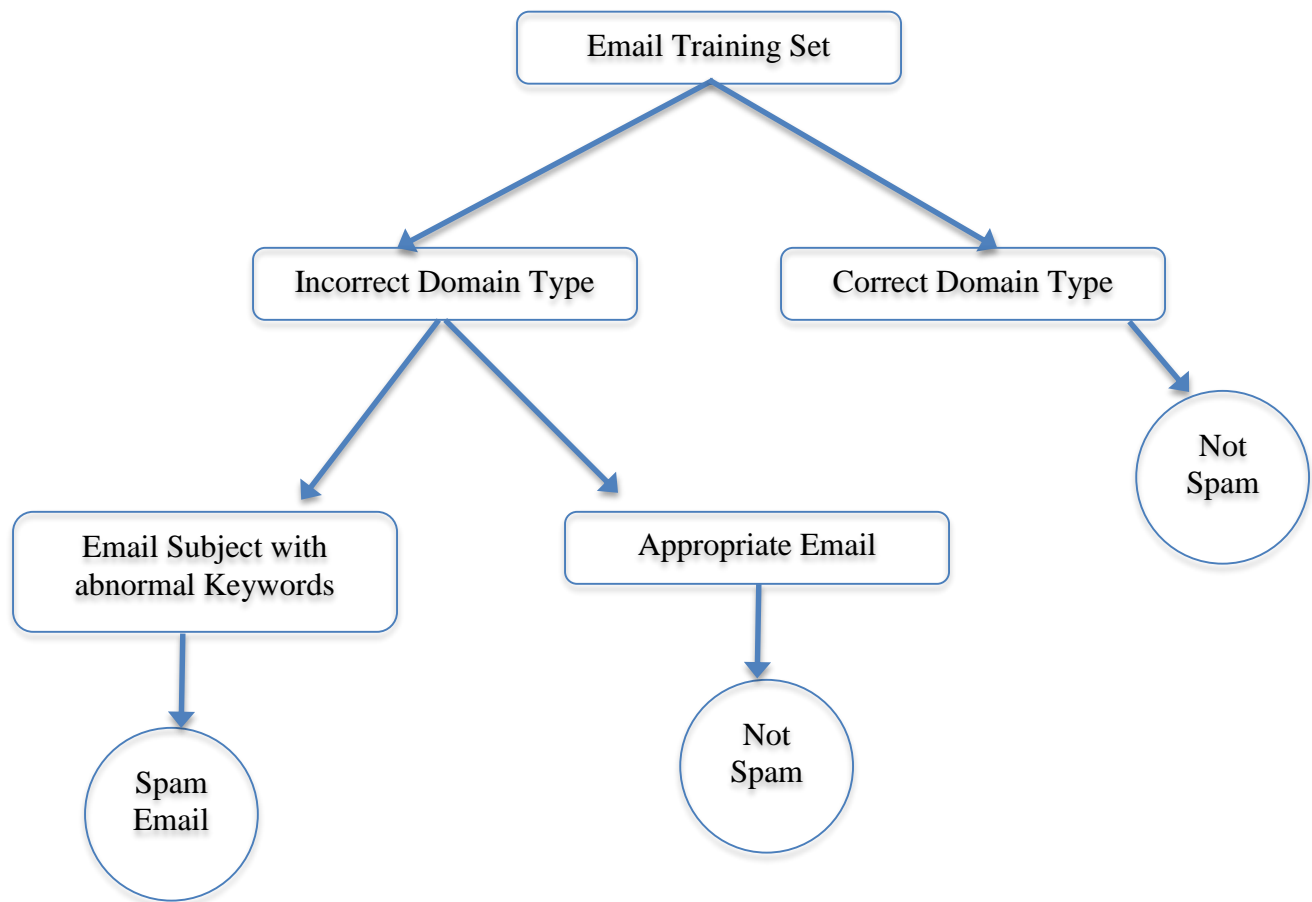 Email Training Set
Incorrect Domain Type
Correct Domain Type
Not
Spam
Email Subject with
abnormal Keywords
Appropriate Email
Not
Spam
Spam
Email